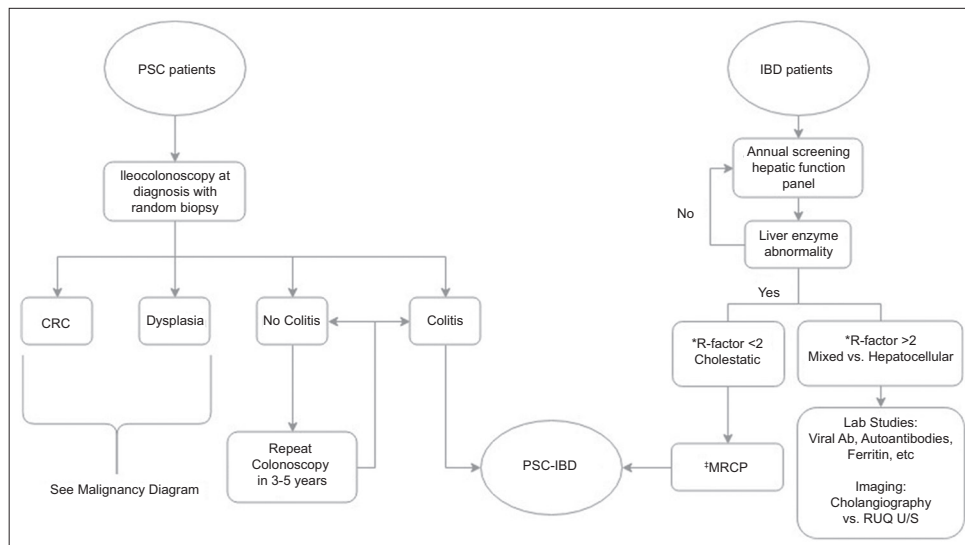 PSC patients
Ileocolonoscopy at
diagnosis with
random biopsy
CRC
Dysplasia
No Colitis
Colitis
Repeat
Colonoscopy
in 3-5 years
See Malignancy Diagram
PSC-IBD
IBD patients
Annual screening
hepatic function
panel
No
Liver enzyme
abnormality
Yes
*R-factor <2
Cholestatic
*R-factor >2
Mixed vs. Hepatocellular
‡MRCP
Lab Studies:
Viral Ab, Autoantibodies,
Ferritin, etc
Imaging:
Cholangiography
vs. RUQ U/S